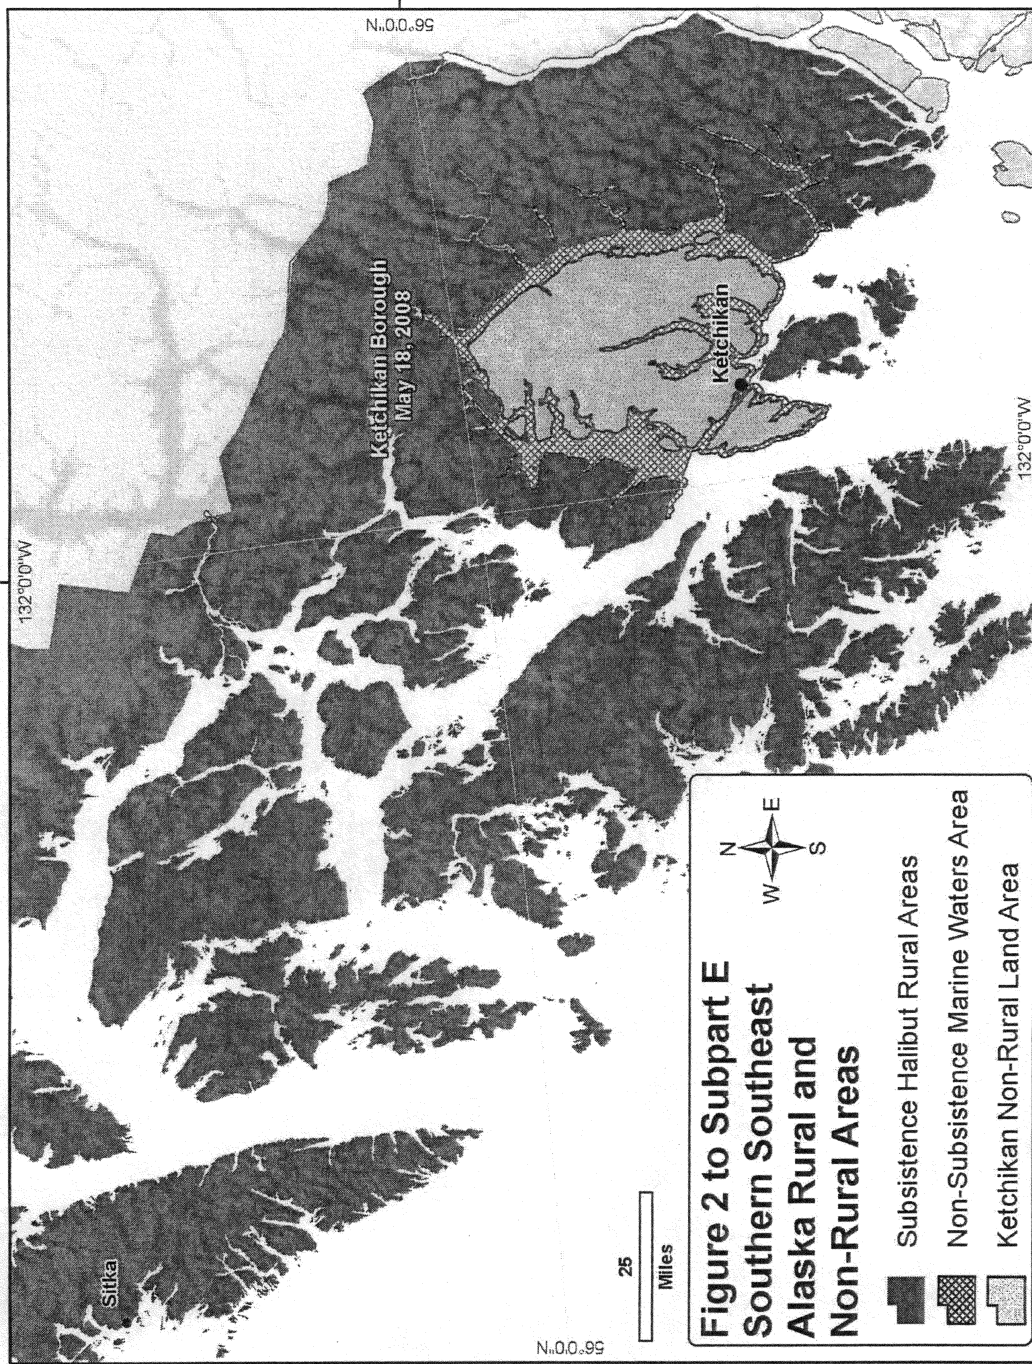 56°0'0"N
132°0'0"W
Ketchikan Borough
May 18, 2008
Ketchikan
Sitka
132°0'0"W
56°0'0"N
25
Miles
Figure 2 to Subpart E
Southern Southeast
Alaska Rural and
Non-Rural Areas
N
W
E
S
Subsistence Halibut Rural Areas
Non-Subsistence Marine Waters Area
Ketchikan Non-Rural Land Area